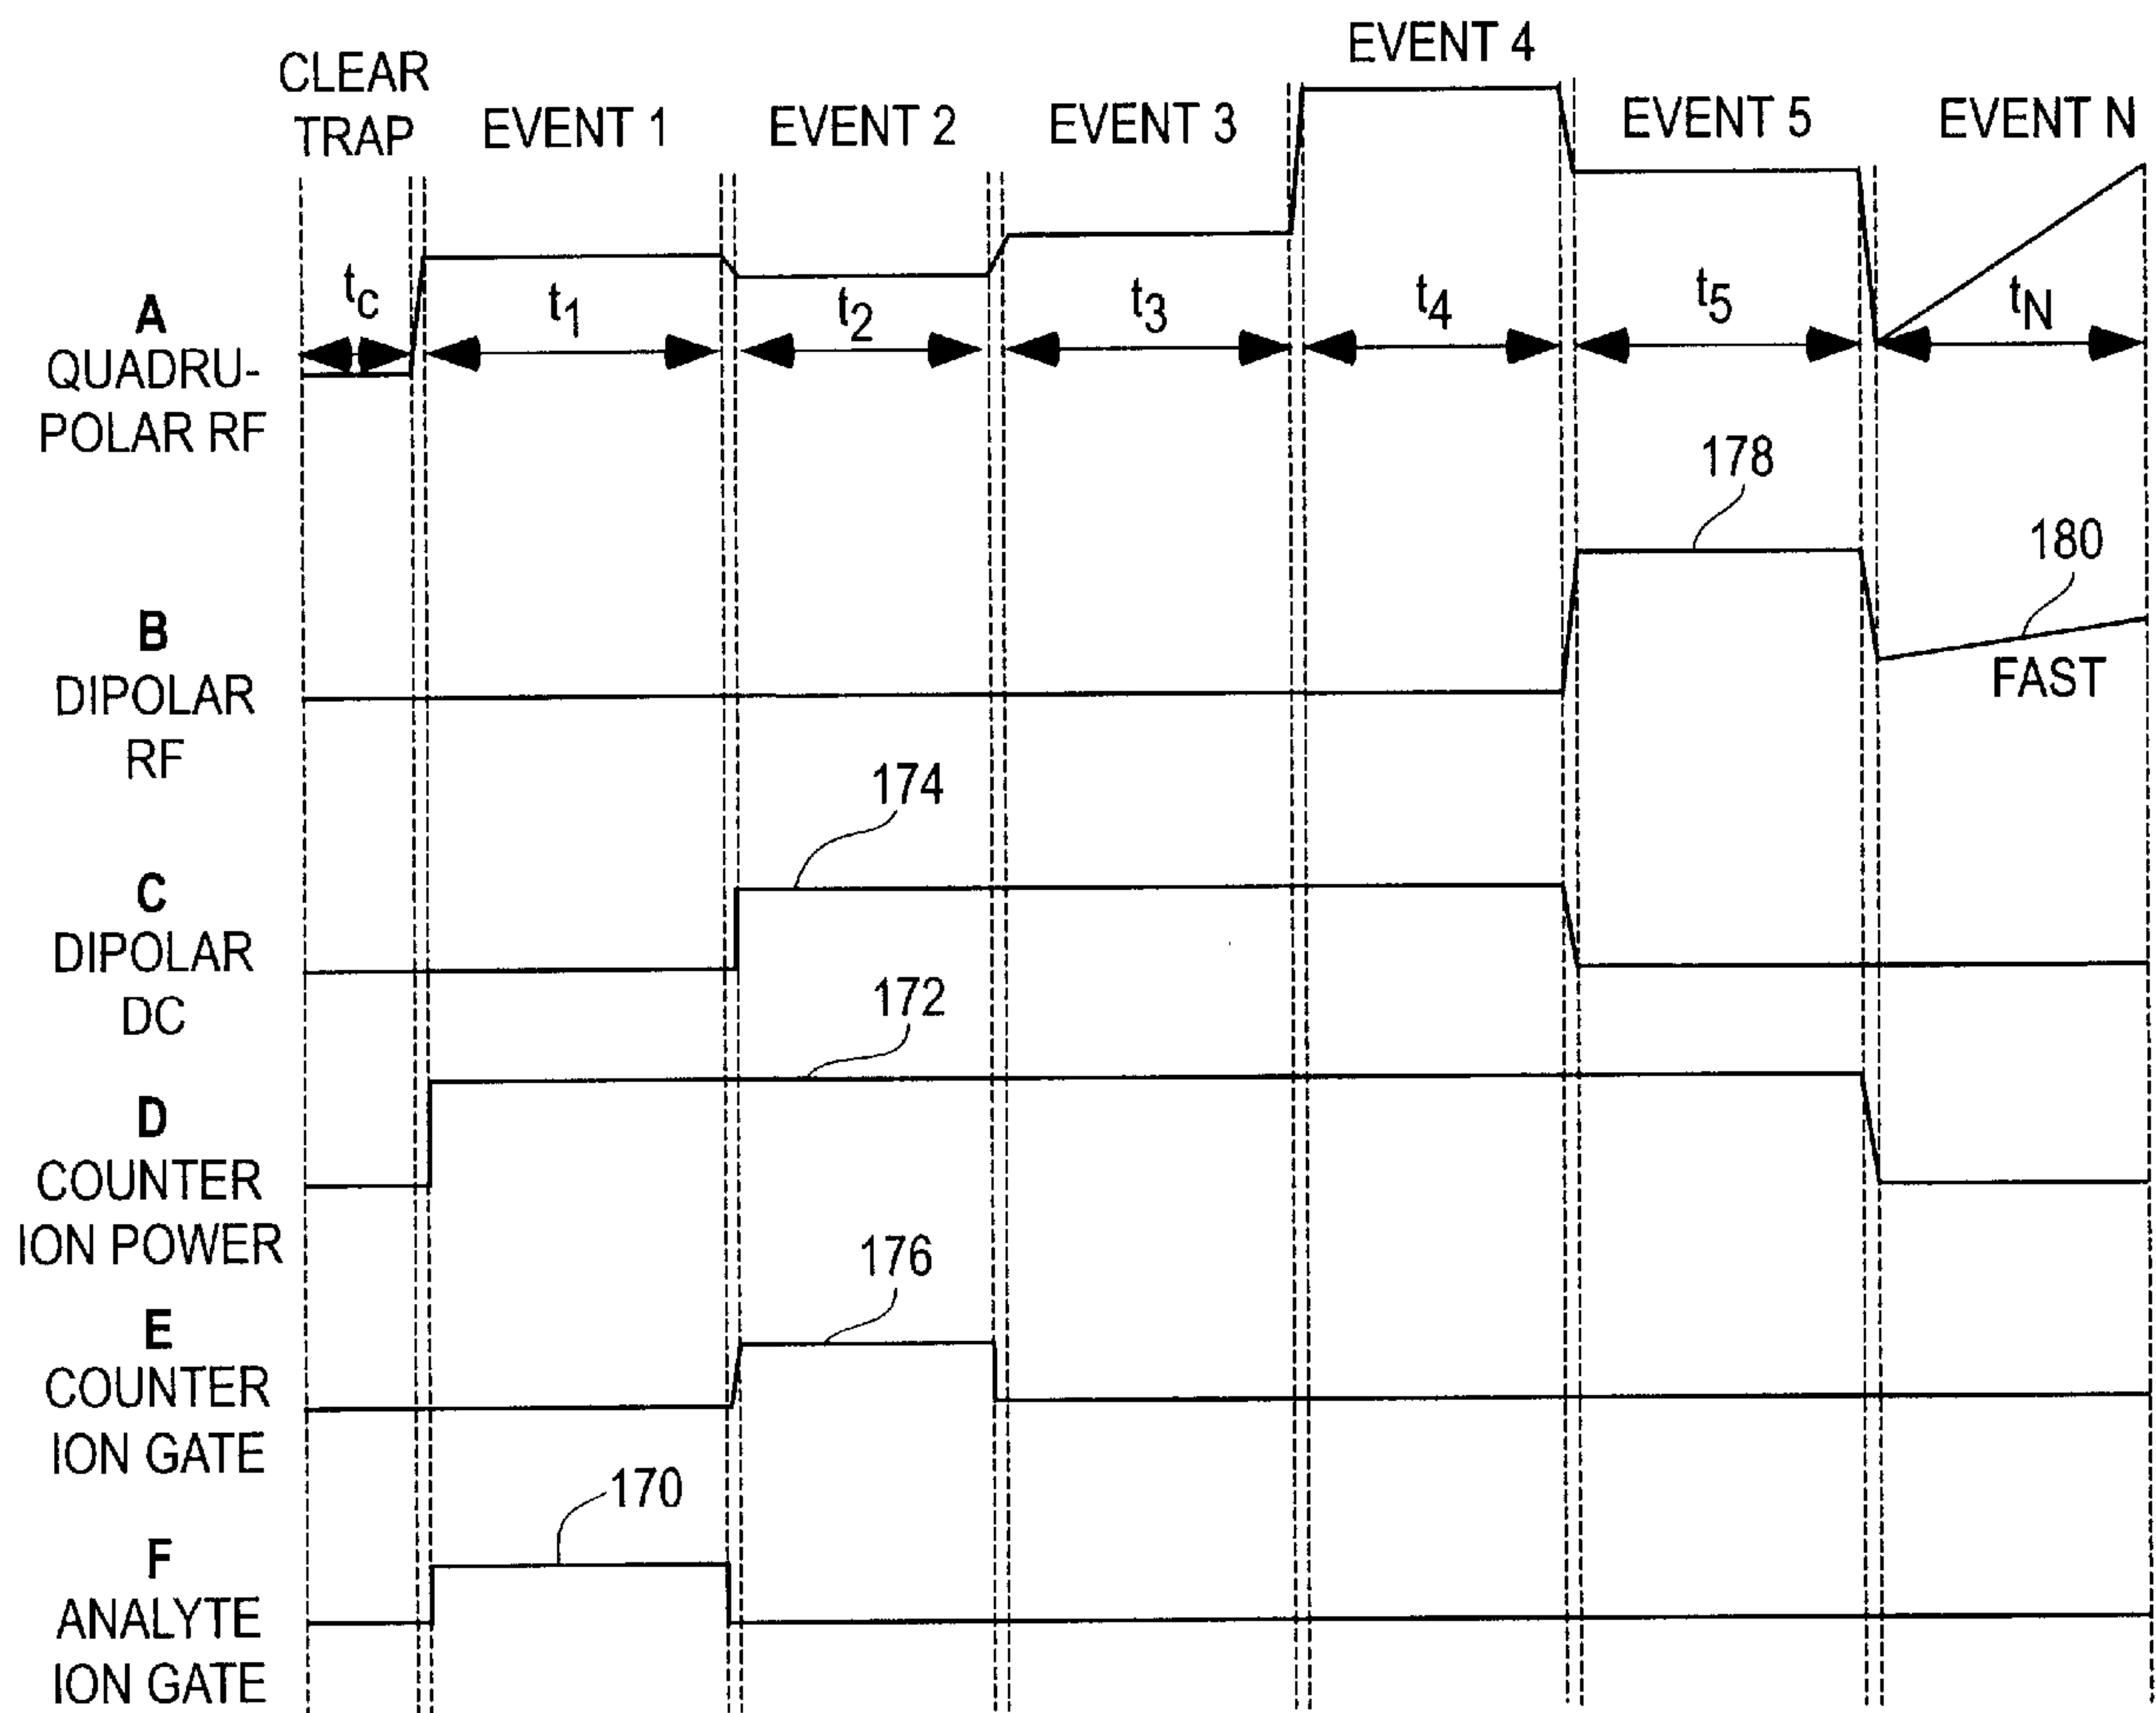 EVENT 4
CLEAR
TRAP
EVENT 1
EVENT 2
EVENT 3
EVENT 5
EVENT N
tC
t1
t2
t3
t4
t5
tN
A
QUADRU-
POLAR RF
178
180
FAST
B
DIPOLAR
RF
174
C
DIPOLAR
DC
172
D
COUNTER
ION POWER
176
E
COUNTER
ION GATE
170
F
ANALYTE
ION GATE